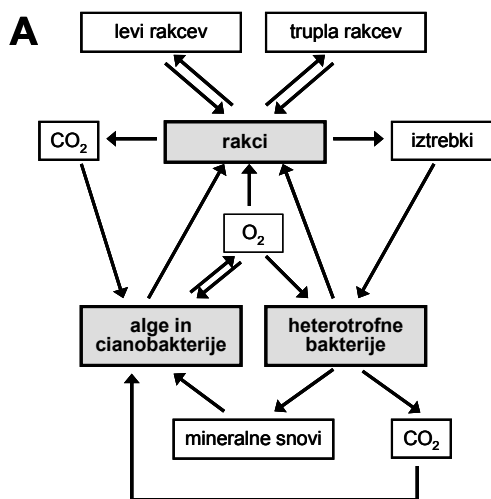 A
levi rakcev
trupla rakcev
CO₂
rakci
iztrebki
O₂
alge in
cianobakterije
heterotrofne
bakterije
mineralne snovi
CO₂